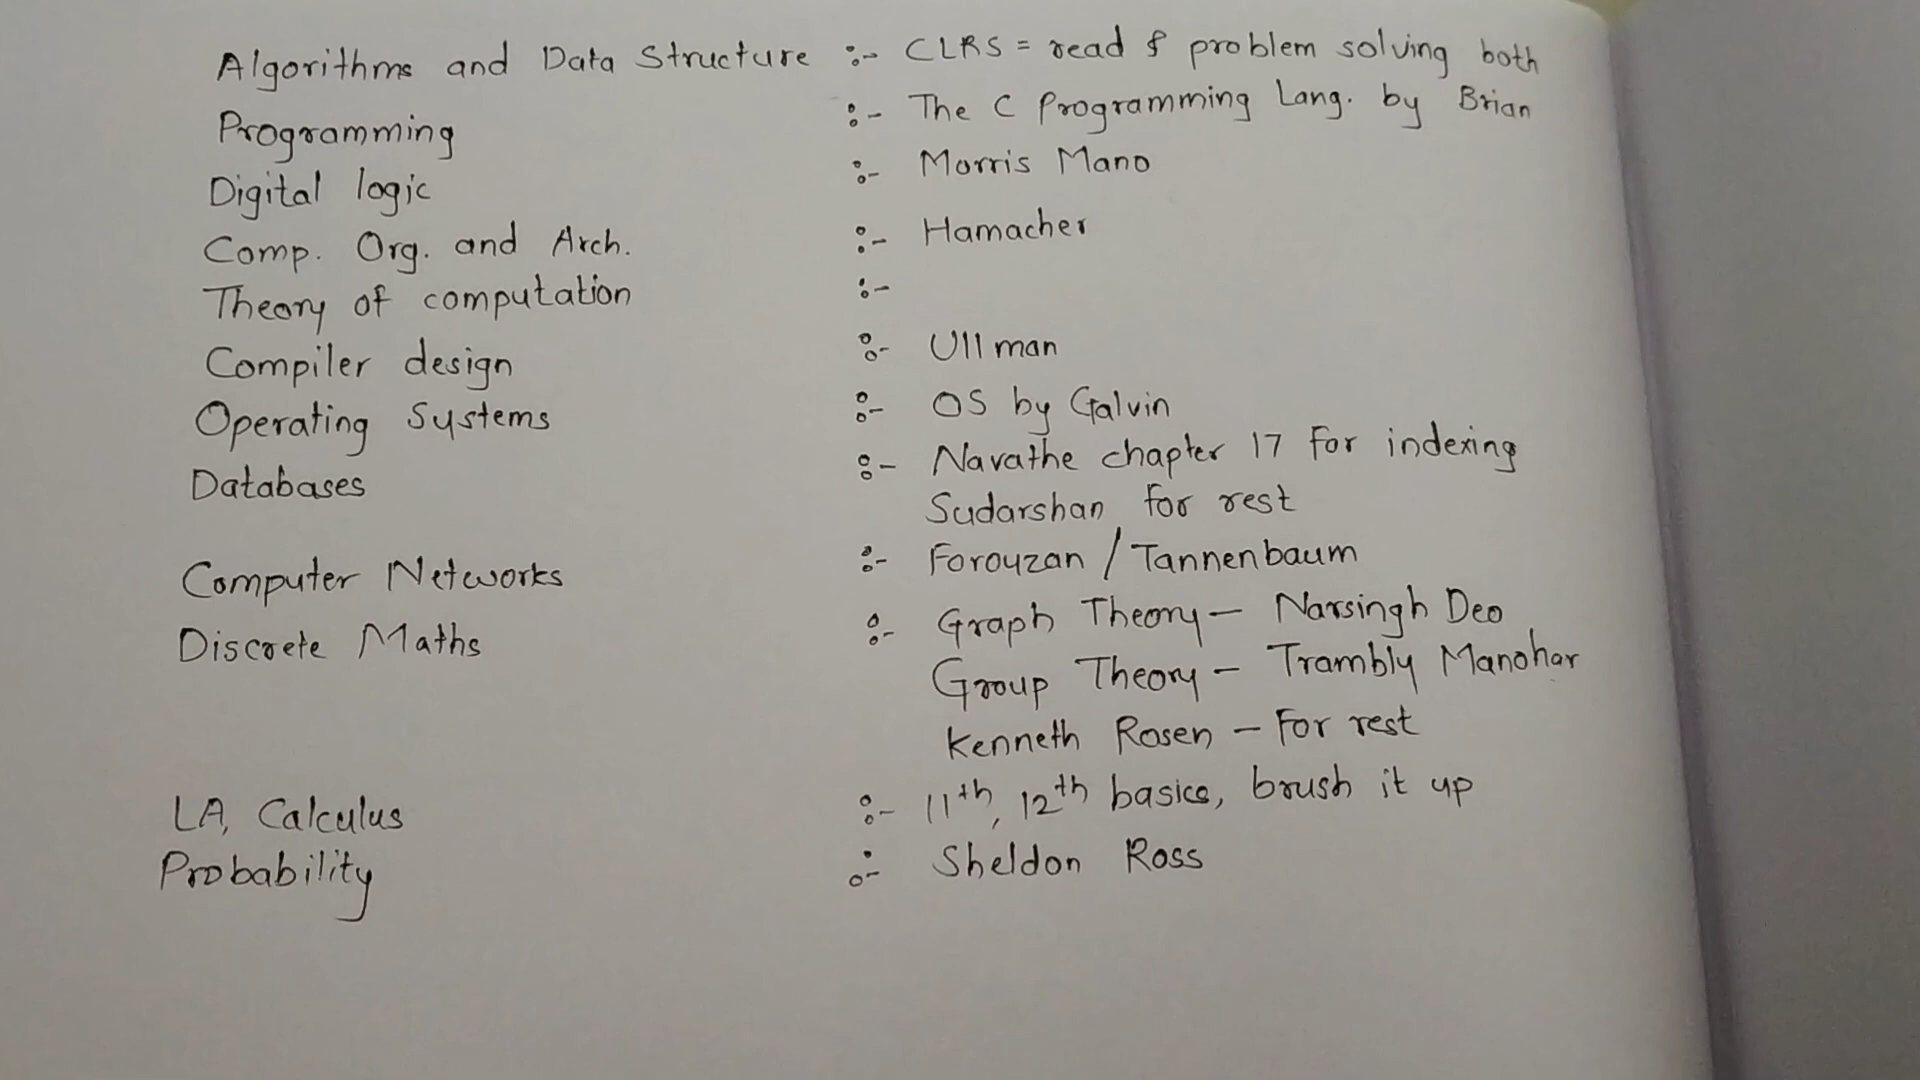 Algorithms and Data Structure :- CLRS = read & problem solving both
Programming :- The C Programming Lang. by Brian
Digital logic :- Morris Mano
Comp. Org. and Arch. :- Hamacher
Theory of computation :-
Compiler design :- Ullman
Operating Systems :- OS by Galvin
Databases :- Navathe chapter 17 for indexing
Sudarshan for rest
Computer Networks :- Forouzan / Tannenbaum
Discrete Maths :- Graph Theory - Narsingh Deo
Group Theory - Trambly Manohar
Kenneth Rosen - For rest
LA, Calculus :- 11th, 12th basics, brush it up
Probability :- Sheldon Ross